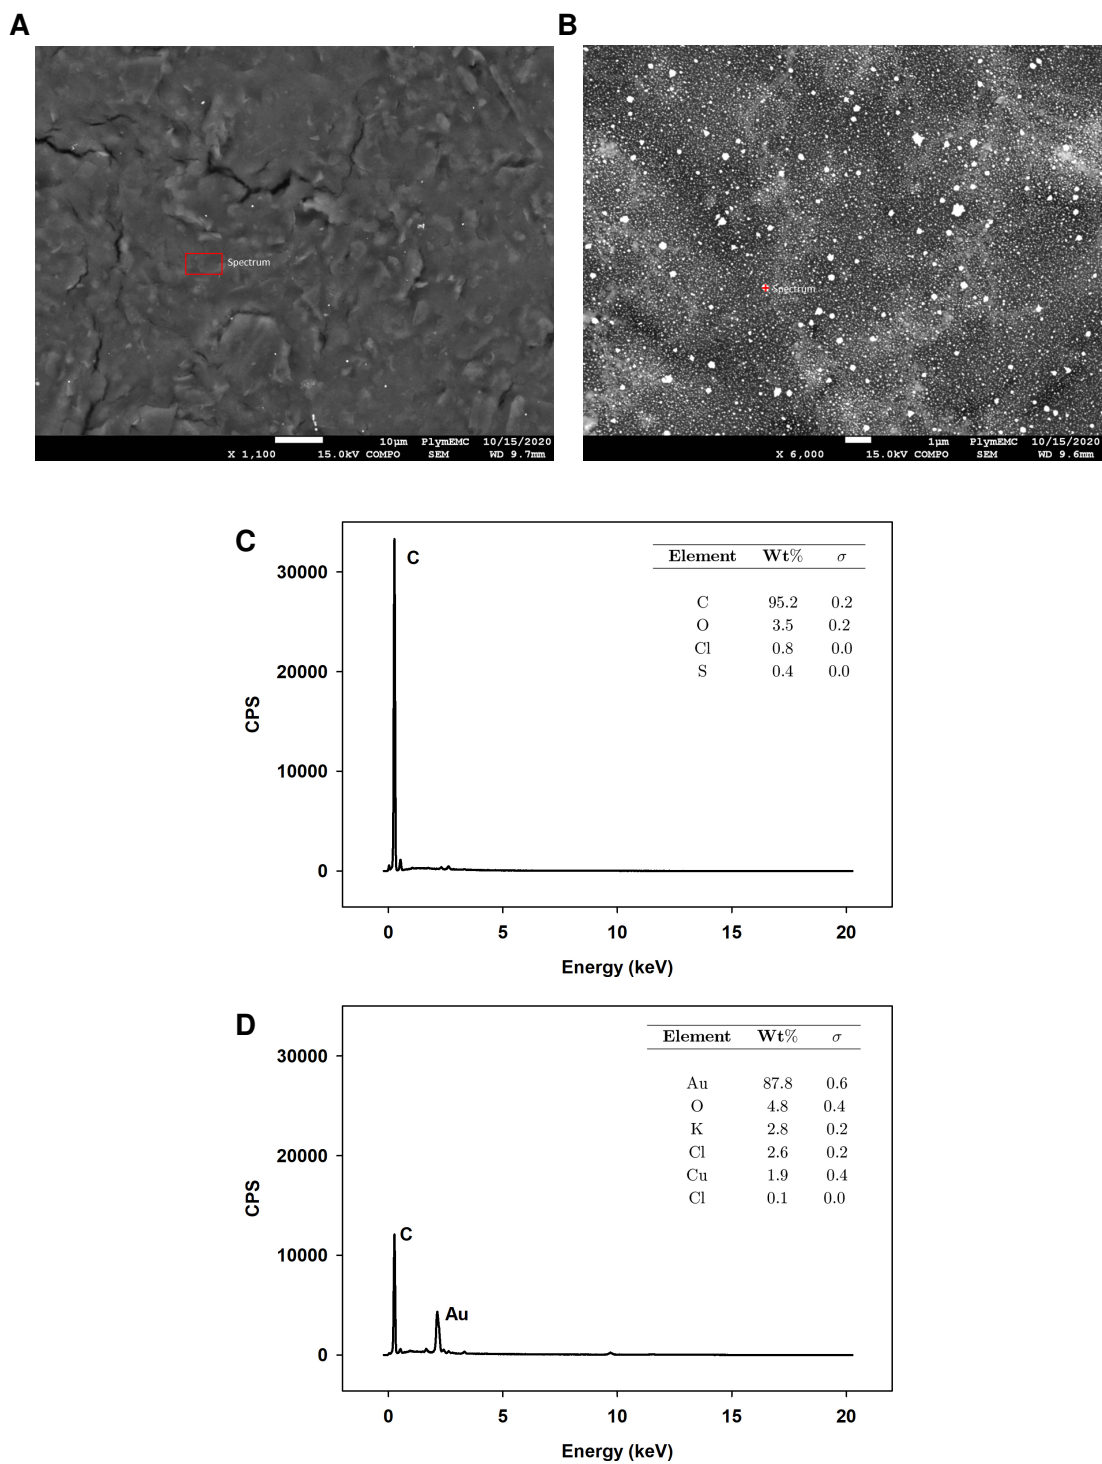 A
B
Spectrum
Spectrum
10μm PlymEMC 10/15/2020
X 1,100 15.0kV COMPO SEM WD 9.7mm
1μm PlymEMC 10/15/2020
X 6,000 15.0kV COMPO SEM WD 9.6mm
C
C
Element Wt% σ
C 95.2 0.2
O 3.5 0.2
Cl 0.8 0.0
S 0.4 0.0
30000
20000
10000
0
CPS
0 5 10 15 20
Energy (keV)
D
Element Wt% σ
Au 87.8 0.6
O 4.8 0.4
K 2.8 0.2
Cl 2.6 0.2
Cu 1.9 0.4
Cl 0.1 0.0
30000
20000
10000
0
CPS
C
Au
0 5 10 15 20
Energy (keV)